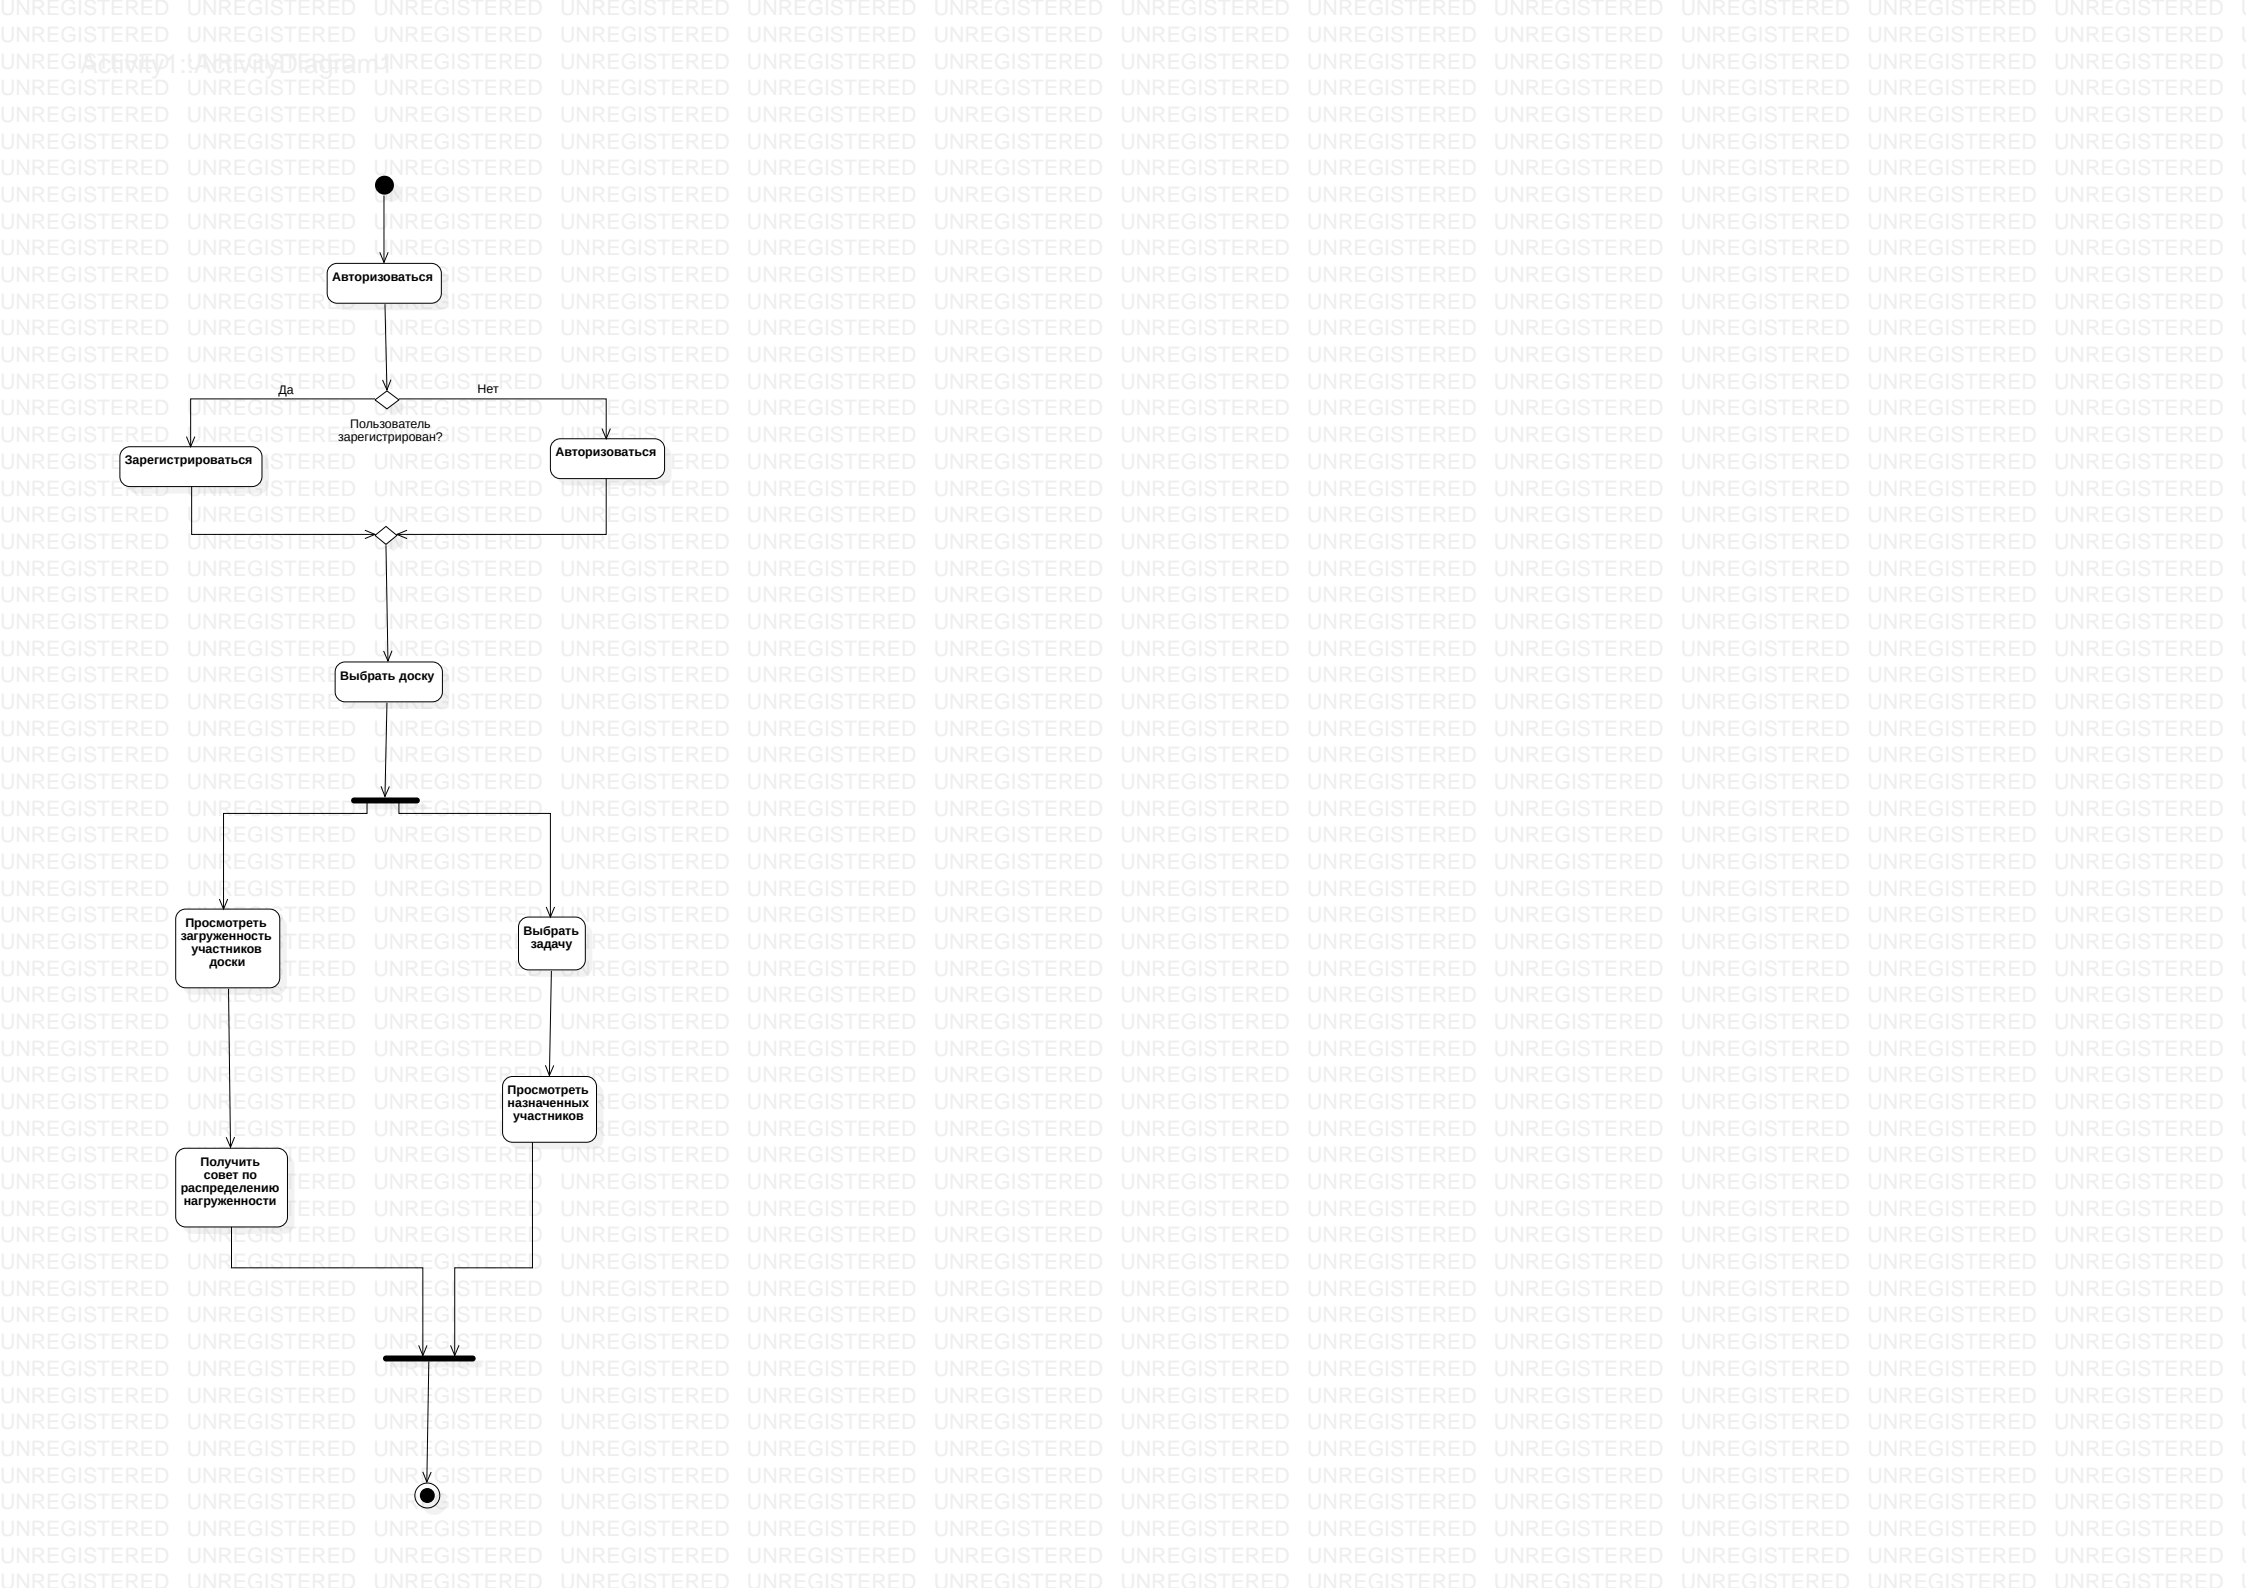 Activity1::ActivityDiagram1
Авторизоваться
Да
Нет
Пользователь
зарегистрирован?
Зарегистрироваться
Авторизоваться
Выбрать доску
Просмотреть
загруженность
участников
доски
Выбрать
задачу
Просмотреть
назначенных
участников
Получить
совет по
распределению
нагруженности
UNREGISTERED